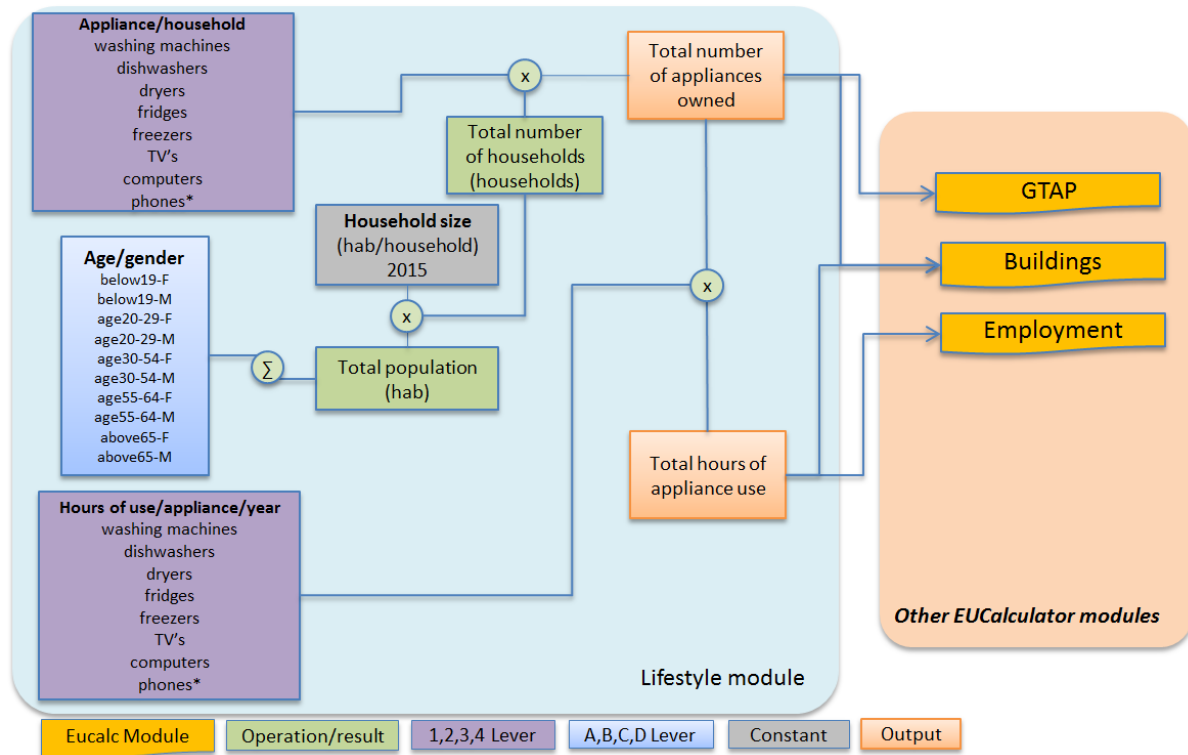 Appliance/household
washing machines
dishwashers
dryers
fridges
freezers
TV's
computers
phones*
x
Total number
of appliances
owned
Total number
of households
(households)
Household size
(hab/household)
2015
x
Age/gender
below19-F
below19-M
age20-29-F
age20-29-M
age30-54-F
age30-54-M
age55-64-F
age55-64-M
above65-F
above65-M
∑
Total population
(hab)
x
Total hours of
appliance use
Hours of use/appliance/year
washing machines
dishwashers
dryers
fridges
freezers
TV's
computers
phones*
Lifestyle module
GTAP
Buildings
Employment
Other EUCalculator modules
Eucalc Module
Operation/result
1,2,3,4 Lever
A,B,C,D Lever
Constant
Output